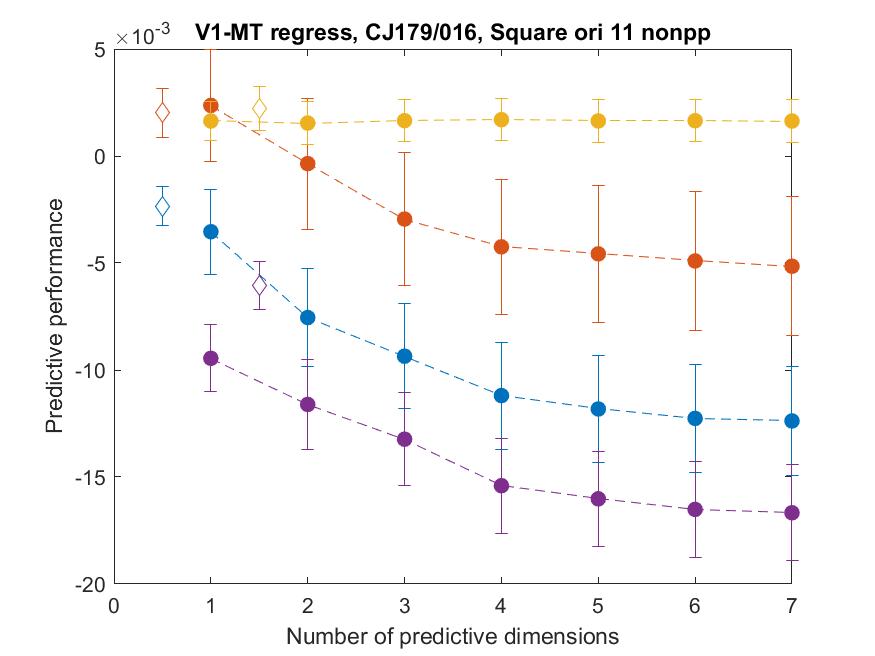 ×10⁻³
V1-MT regress, CJ179/016, Square ori 11 nonpp
5
0
-5
-10
-15
-20
Predictive performance
0 1 2 3 4 5 6 7
Number of predictive dimensions